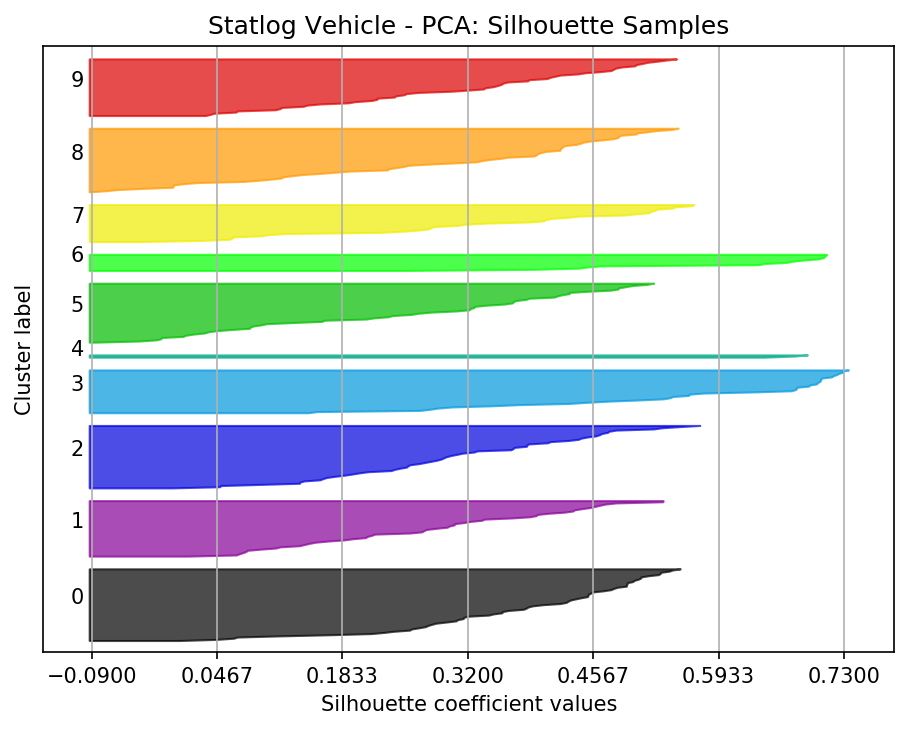 Statlog Vehicle - PCA: Silhouette Samples
9
8
7
6
5
4
3
2
1
0
Cluster label
−0.0900 0.0467 0.1833 0.3200 0.4567 0.5933 0.7300
Silhouette coefficient values